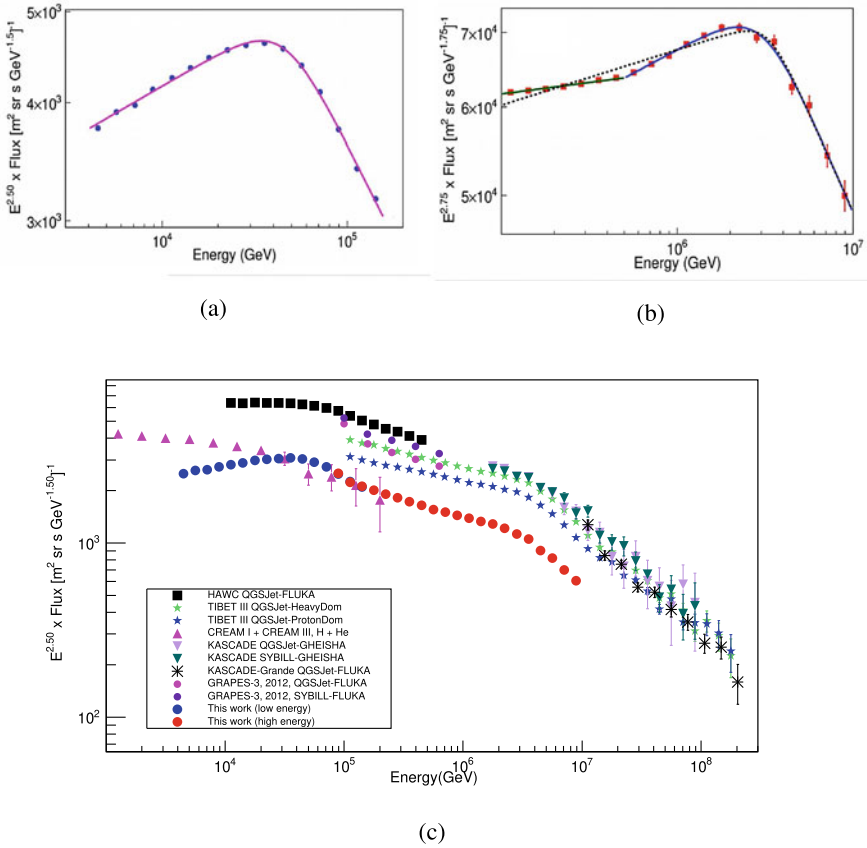 5×10³
4×10³
3×10³
E^2.50 x Flux [m² sr s GeV^-1.5]^-1
10⁴
10⁵
Energy (GeV)
(a)
7×10⁴
6×10⁴
5×10⁴
E^2.75 x Flux [m² sr s GeV^-1.75]^-1
10⁶
10⁷
Energy (GeV)
(b)
10³
10²
E^2.50 x Flux [m² sr s GeV^-1.50]^-1
HAWC QGSJet-FLUKA
TIBET III QGSJet-HeavyDom
TIBET III QGSJet-ProtonDom
CREAM I + CREAM III, H + He
KASCADE QGSJet-GHEISHA
KASCADE SYBILL-GHEISHA
KASCADE-Grande QGSJet-FLUKA
GRAPES-3, 2012, QGSJet-FLUKA
GRAPES-3, 2012, SYBILL-FLUKA
This work (low energy)
This work (high energy)
10⁴
10⁵
10⁶
10⁷
10⁸
Energy(GeV)
(c)